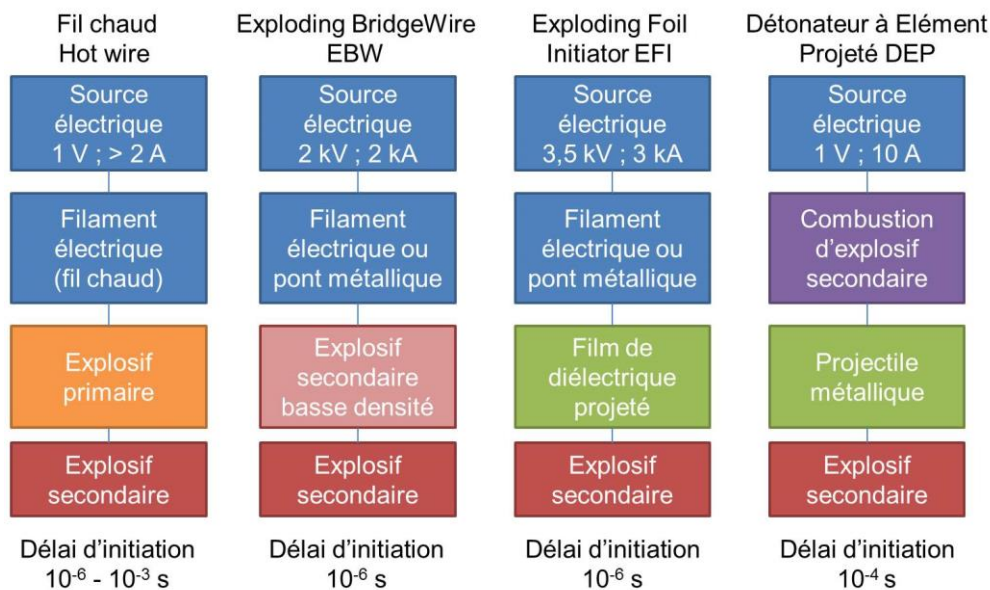 Fil chaud
Hot wire
Source
électrique
1 V ; > 2 A
Filament
électrique
(fil chaud)
Explosif
primaire
Explosif
secondaire
Délai d’initiation
10⁻⁶ - 10⁻³ s
Exploding BridgeWire
EBW
Source
électrique
2 kV ; 2 kA
Filament
électrique ou
pont métallique
Explosif
secondaire
basse densité
Explosif
secondaire
Délai d’initiation
10⁻⁶ s
Exploding Foil
Initiator EFI
Source
électrique
3,5 kV ; 3 kA
Filament
électrique ou
pont métallique
Film de
diélectrique
projeté
Explosif
secondaire
Délai d’initiation
10⁻⁶ s
Détonateur à Elément
Projeté DEP
Source
électrique
1 V ; 10 A
Combustion
d’explosif
secondaire
Projectile
métallique
Explosif
secondaire
Délai d’initiation
10⁻⁴ s